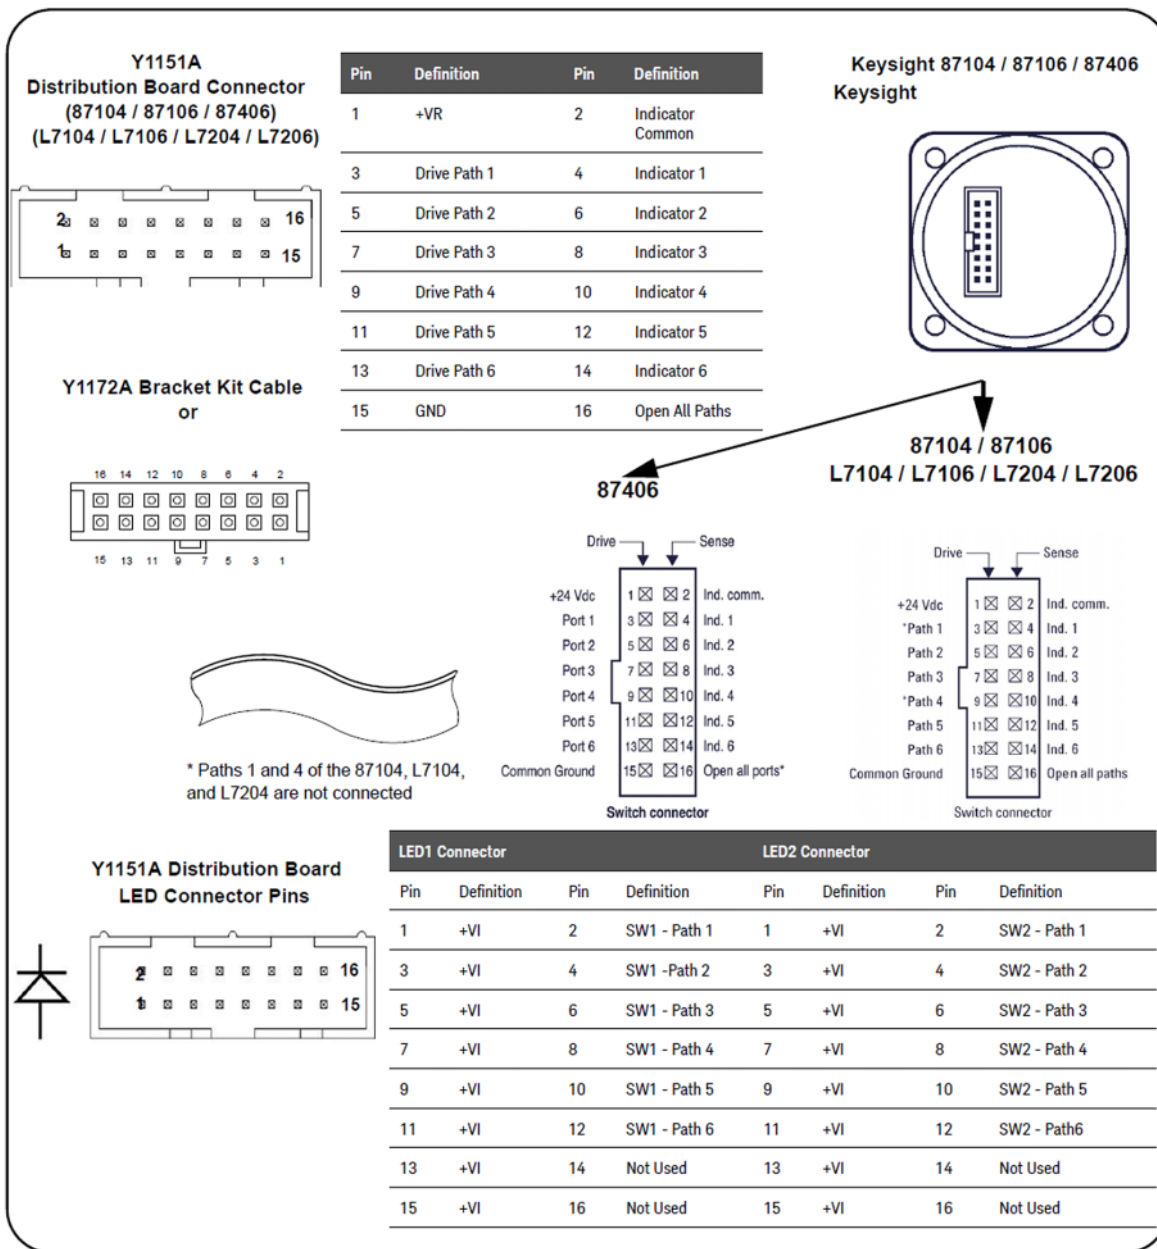 Y1151A
Distribution Board Connector
(87104 / 87106 / 87406)
(L7104 / L7106 / L7204 / L7206)
2 16
1 15
Pin Definition Pin Definition
1 +VR 2 Indicator Common
3 Drive Path 1 4 Indicator 1
5 Drive Path 2 6 Indicator 2
7 Drive Path 3 8 Indicator 3
9 Drive Path 4 10 Indicator 4
11 Drive Path 5 12 Indicator 5
13 Drive Path 6 14 Indicator 6
15 GND 16 Open All Paths
Keysight 87104 / 87106 / 87406
Keysight
Y1172A Bracket Kit Cable
or
16 14 12 10 8 6 4 2
15 13 11 9 7 5 3 1
* Paths 1 and 4 of the 87104, L7104,
and L7204 are not connected
87406
Drive Sense
+24 Vdc 1 2 Ind. comm.
Port 1 3 4 Ind. 1
Port 2 5 6 Ind. 2
Port 3 7 8 Ind. 3
Port 4 9 10 Ind. 4
Port 5 11 12 Ind. 5
Port 6 13 14 Ind. 6
Common Ground 15 16 Open all ports*
Switch connector
87104 / 87106
L7104 / L7106 / L7204 / L7206
Drive Sense
+24 Vdc 1 2 Ind. comm.
*Path 1 3 4 Ind. 1
Path 2 5 6 Ind. 2
Path 3 7 8 Ind. 3
*Path 4 9 10 Ind. 4
Path 5 11 12 Ind. 5
Path 6 13 14 Ind. 6
Common Ground 15 16 Open all paths
Switch connector
Y1151A Distribution Board
LED Connector Pins
2 16
1 15
LED1 Connector LED2 Connector
Pin Definition Pin Definition Pin Definition Pin Definition
1 +VI 2 SW1 - Path 1 1 +VI 2 SW2 - Path 1
3 +VI 4 SW1 -Path 2 3 +VI 4 SW2 - Path 2
5 +VI 6 SW1 - Path 3 5 +VI 6 SW2 - Path 3
7 +VI 8 SW1 - Path 4 7 +VI 8 SW2 - Path 4
9 +VI 10 SW1 - Path 5 9 +VI 10 SW2 - Path 5
11 +VI 12 SW1 - Path 6 11 +VI 12 SW2 - Path6
13 +VI 14 Not Used 13 +VI 14 Not Used
15 +VI 16 Not Used 15 +VI 16 Not Used